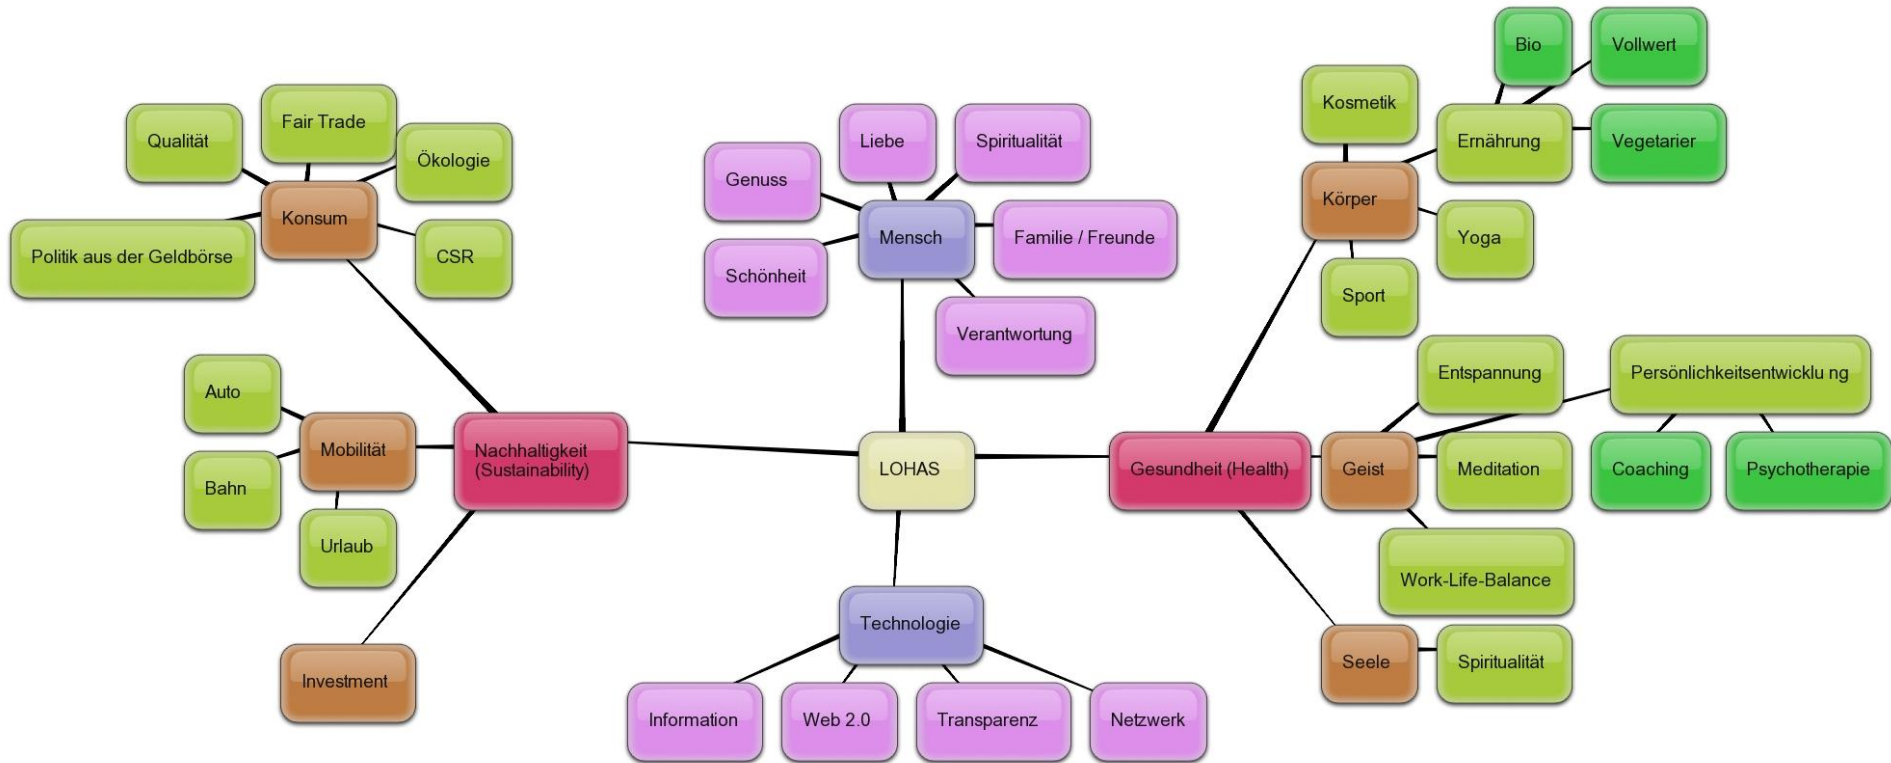 Bio
Vollwert
Kosmetik
Fair Trade
Qualität
Liebe
Spiritualität
Ernährung
Vegetarier
Ökologie
Genuss
Körper
Konsum
Mensch
Familie / Freunde
Yoga
Politik aus der Geldbörse
CSR
Schönheit
Sport
Verantwortung
Entspannung
Persönlichkeitsentwicklu ng
Auto
Mobilität
Nachhaltigkeit
(Sustainability)
LOHAS
Gesundheit (Health)
Geist
Meditation
Coaching
Psychotherapie
Bahn
Urlaub
Work-Life-Balance
Technologie
Investment
Seele
Spiritualität
Information
Web 2.0
Transparenz
Netzwerk